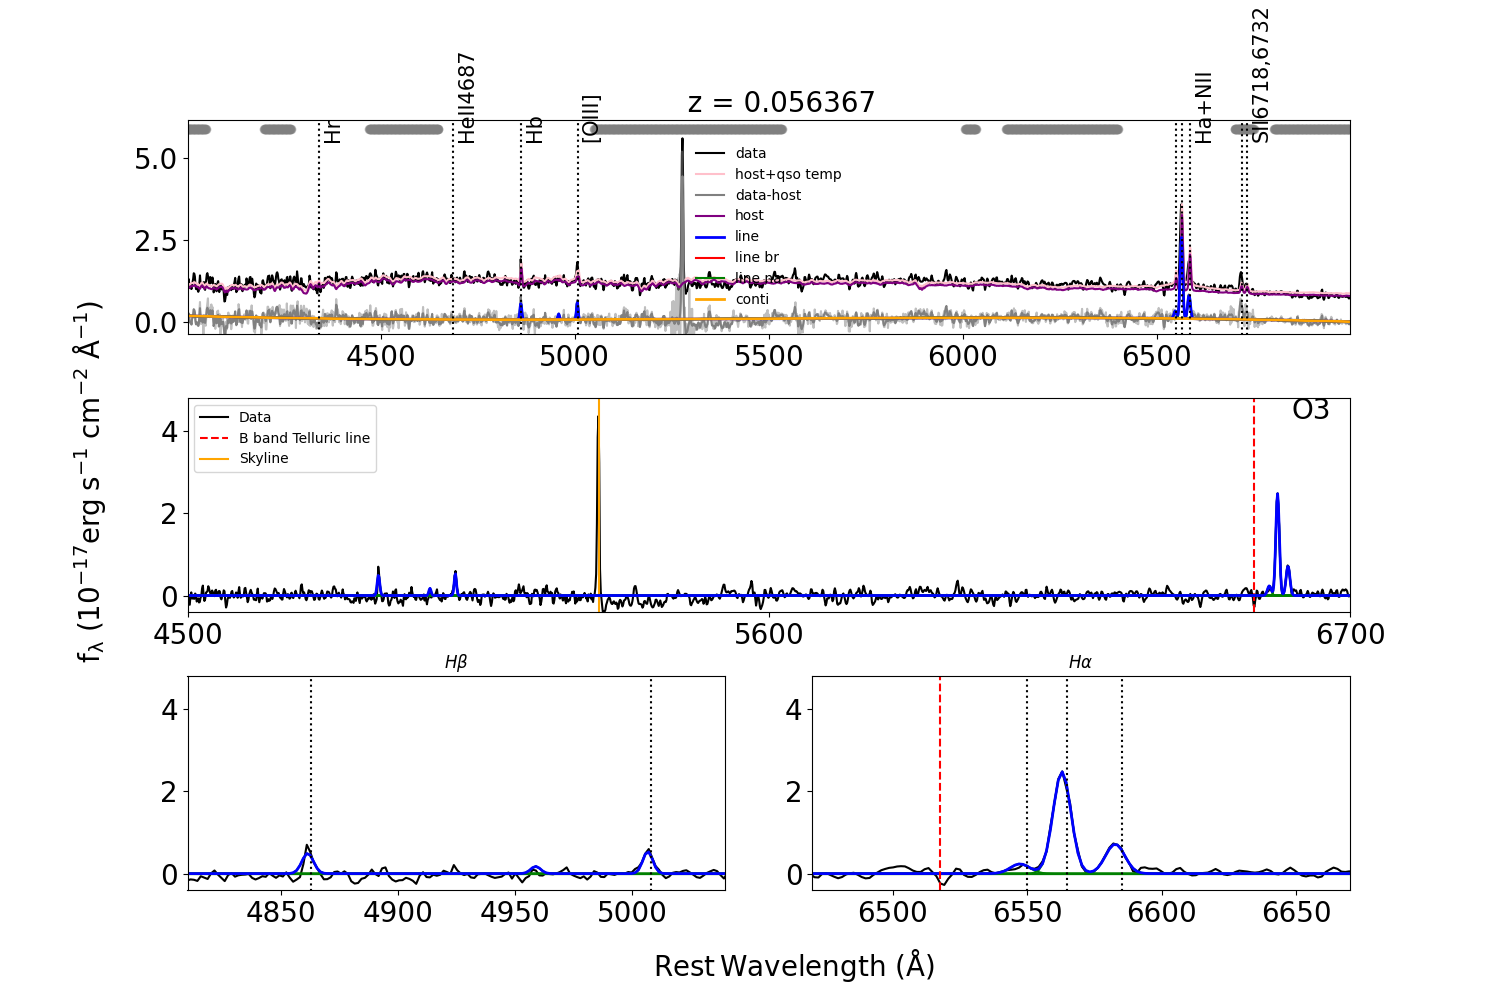 z = 0.056367
Hr
HeII4687
Hb
[OIII]
Ha+NII
SII6718,6732
5.0
2.5
0.0
data
host+qso temp
data-host
host
line
line br
line na
conti
4500 5000 5500 6000 6500
f_λ (10⁻¹⁷erg s⁻¹ cm⁻² Å⁻¹)
O3
Data
B band Telluric line
Skyline
4
2
0
4500 5600 6700
Hβ
4
2
0
4850 4900 4950 5000
Hα
4
2
0
6500 6550 6600 6650
Rest Wavelength (Å)